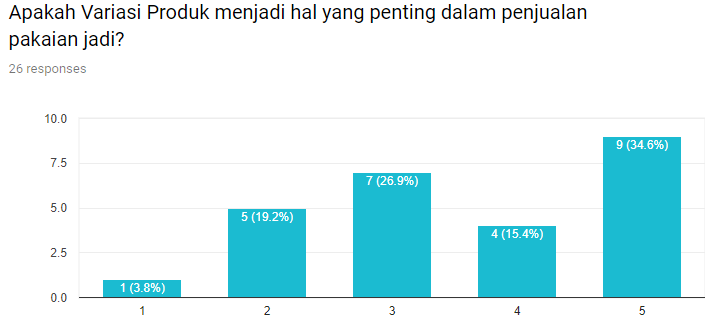 Apakah Variasi Produk menjadi hal yang penting dalam penjualan
pakaian jadi?
26 responses
10.0
7.5
5.0
2.5
0.0
1 (3.8%)
5 (19.2%)
7 (26.9%)
4 (15.4%)
9 (34.6%)
1 2 3 4 5